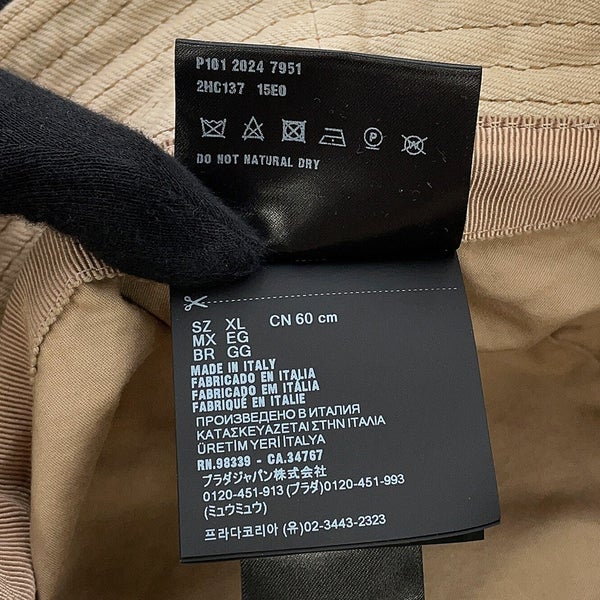 P101 2024 7951
2HC137 15E0
DO NOT NATURAL DRY
SZ XL CN 60 cm
MX EG
BR GG
MADE IN ITALY
FABRICADO EN ITALIA
FABRICADO EM ITÁLIA
FABRIQUÉ EN ITALIE
ПРОИЗВЕДЕНО В ИТАЛИЯ
ΚΑΤΑΣΚΕΥΑΖΕΤΑΙ ΣΤΗΝ ΙΤΑΛΙΑ
ÜRETİM YERİ İTALYA
RN.98339 - CA.34767
プラダジャパン株式会社
0120-451-913 (プラダ)0120-451-993
(ミュウミュウ)
프라다코리아 (유)02-3443-2323